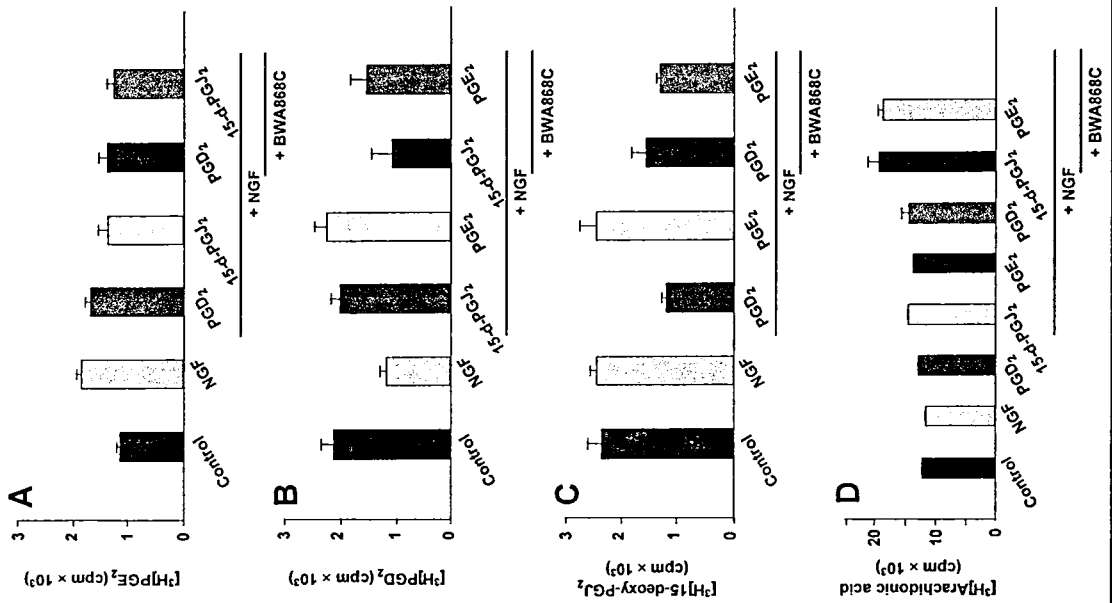 A
[³H]PGE₂ (cpm × 10³)
3
2
1
0
Control
NGF
PGD₂
15-d-PGJ₂
PGD₂
15-d-PGJ₂
+ NGF
+ BWA868C
B
[³H]PGD₂ (cpm × 10³)
3
2
1
0
Control
NGF
15-d-PGJ₂
PGE₂
15-d-PGJ₂
PGE₂
+ NGF
+ BWA868C
C
[³H]15-deoxy-PGJ₂
(cpm × 10³)
3
2
1
0
Control
NGF
PGD₂
PGE₂
PGD₂
PGE₂
+ NGF
+ BWA868C
D
[³H]Arachidonic acid
(cpm × 10³)
20
10
0
Control
NGF
PGD₂
15-d-PGJ₂
PGE₂
PGD₂
15-d-PGJ₂
PGE₂
+ NGF
+ BWA868C